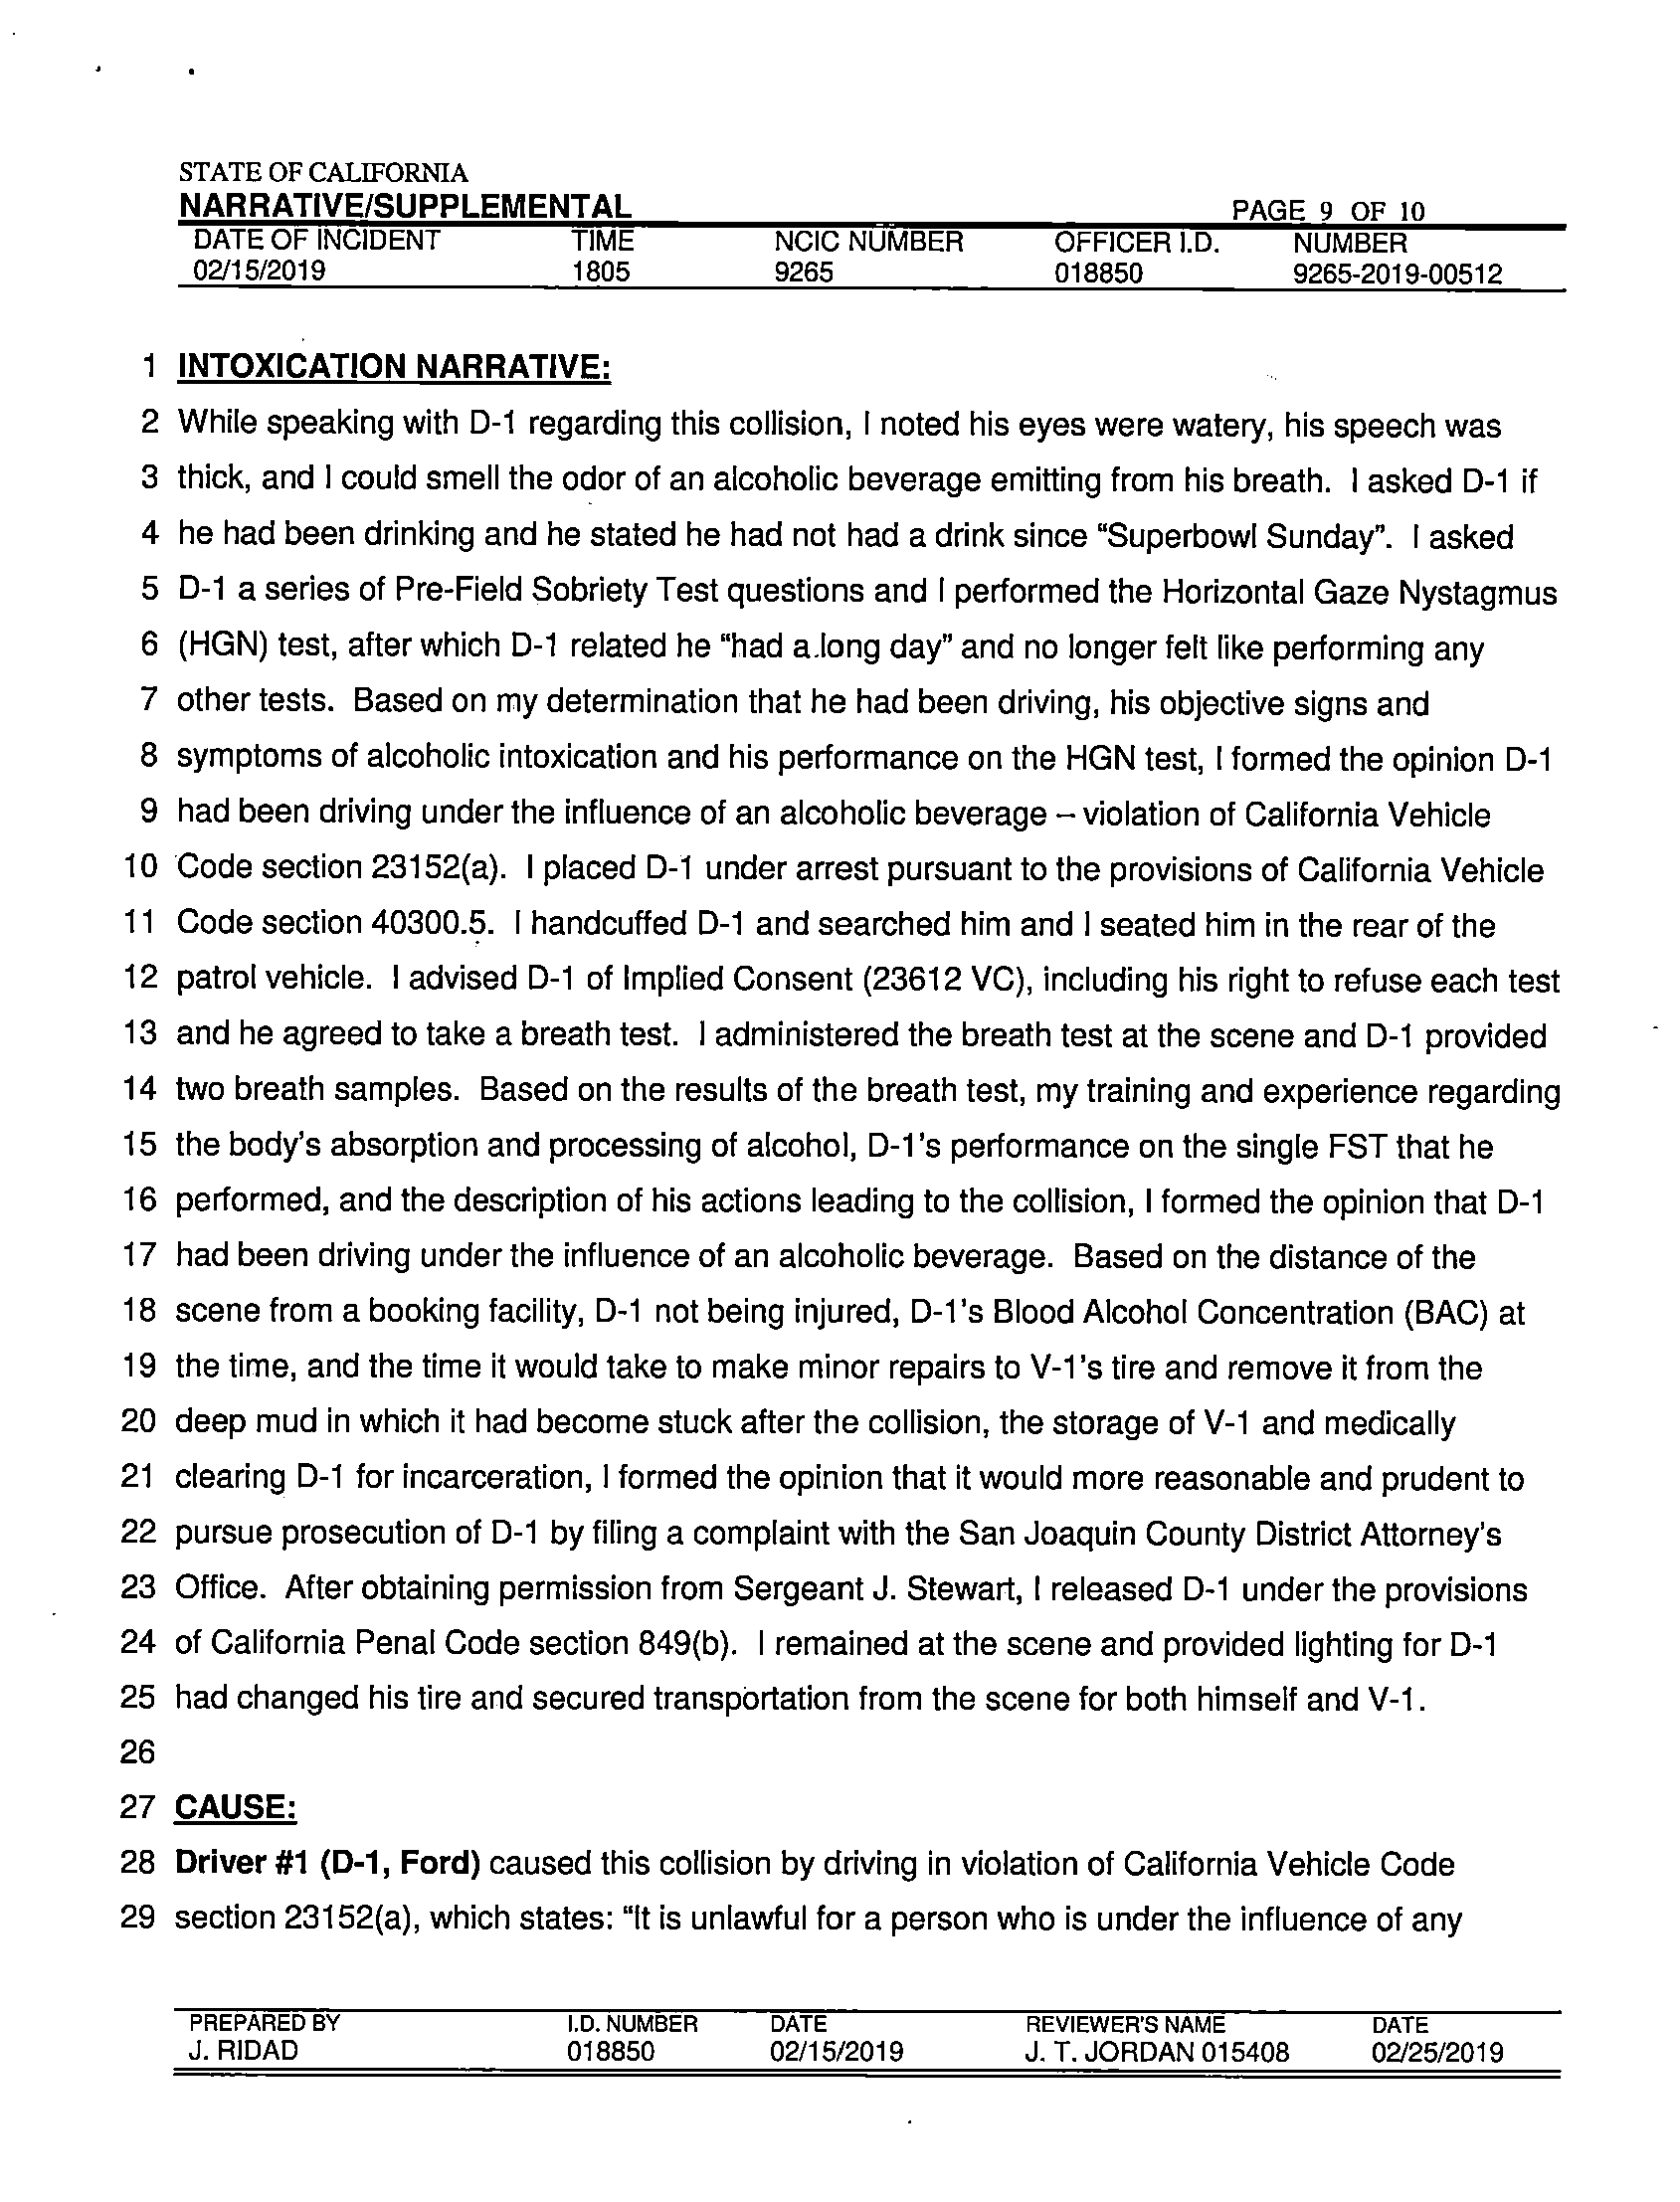 STATE OF CALIFORNIA
NARRATIVE/SUPPLEMENTAL PAGE 9 OF 10
DATE OF INCIDENT TIME NCIC NUMBER OFFICER I.D. NUMBER
02/15/2019 1805 9265 018850 9265-2019-00512
1 INTOXICATION NARRATIVE:
2 While speaking with D-1 regarding this collision, I noted his eyes were watery, his speech was
3 thick, and I could smell the odor of an alcoholic beverage emitting from his breath. I asked D-1 if
4 he had been drinking and he stated he had not had a drink since “Superbowl Sunday”. I asked
5 D-1 a series of Pre-Field Sobriety Test questions and I performed the Horizontal Gaze Nystagmus
6 (HGN) test, after which D-1 related he “had a long day” and no longer felt like performing any
7 other tests. Based on my determination that he had been driving, his objective signs and
8 symptoms of alcoholic intoxication and his performance on the HGN test, I formed the opinion D-1
9 had been driving under the influence of an alcoholic beverage – violation of California Vehicle
10 Code section 23152(a). I placed D-1 under arrest pursuant to the provisions of California Vehicle
11 Code section 40300.5. I handcuffed D-1 and searched him and I seated him in the rear of the
12 patrol vehicle. I advised D-1 of Implied Consent (23612 VC), including his right to refuse each test
13 and he agreed to take a breath test. I administered the breath test at the scene and D-1 provided
14 two breath samples. Based on the results of the breath test, my training and experience regarding
15 the body’s absorption and processing of alcohol, D-1’s performance on the single FST that he
16 performed, and the description of his actions leading to the collision, I formed the opinion that D-1
17 had been driving under the influence of an alcoholic beverage. Based on the distance of the
18 scene from a booking facility, D-1 not being injured, D-1’s Blood Alcohol Concentration (BAC) at
19 the time, and the time it would take to make minor repairs to V-1’s tire and remove it from the
20 deep mud in which it had become stuck after the collision, the storage of V-1 and medically
21 clearing D-1 for incarceration, I formed the opinion that it would more reasonable and prudent to
22 pursue prosecution of D-1 by filing a complaint with the San Joaquin County District Attorney’s
23 Office. After obtaining permission from Sergeant J. Stewart, I released D-1 under the provisions
24 of California Penal Code section 849(b). I remained at the scene and provided lighting for D-1
25 had changed his tire and secured transportation from the scene for both himself and V-1.
26
27 CAUSE:
28 Driver #1 (D-1, Ford) caused this collision by driving in violation of California Vehicle Code
29 section 23152(a), which states: “It is unlawful for a person who is under the influence of any
PREPARED BY I.D. NUMBER DATE REVIEWER'S NAME DATE
J. RIDAD 018850 02/15/2019 J. T. JORDAN 015408 02/25/2019